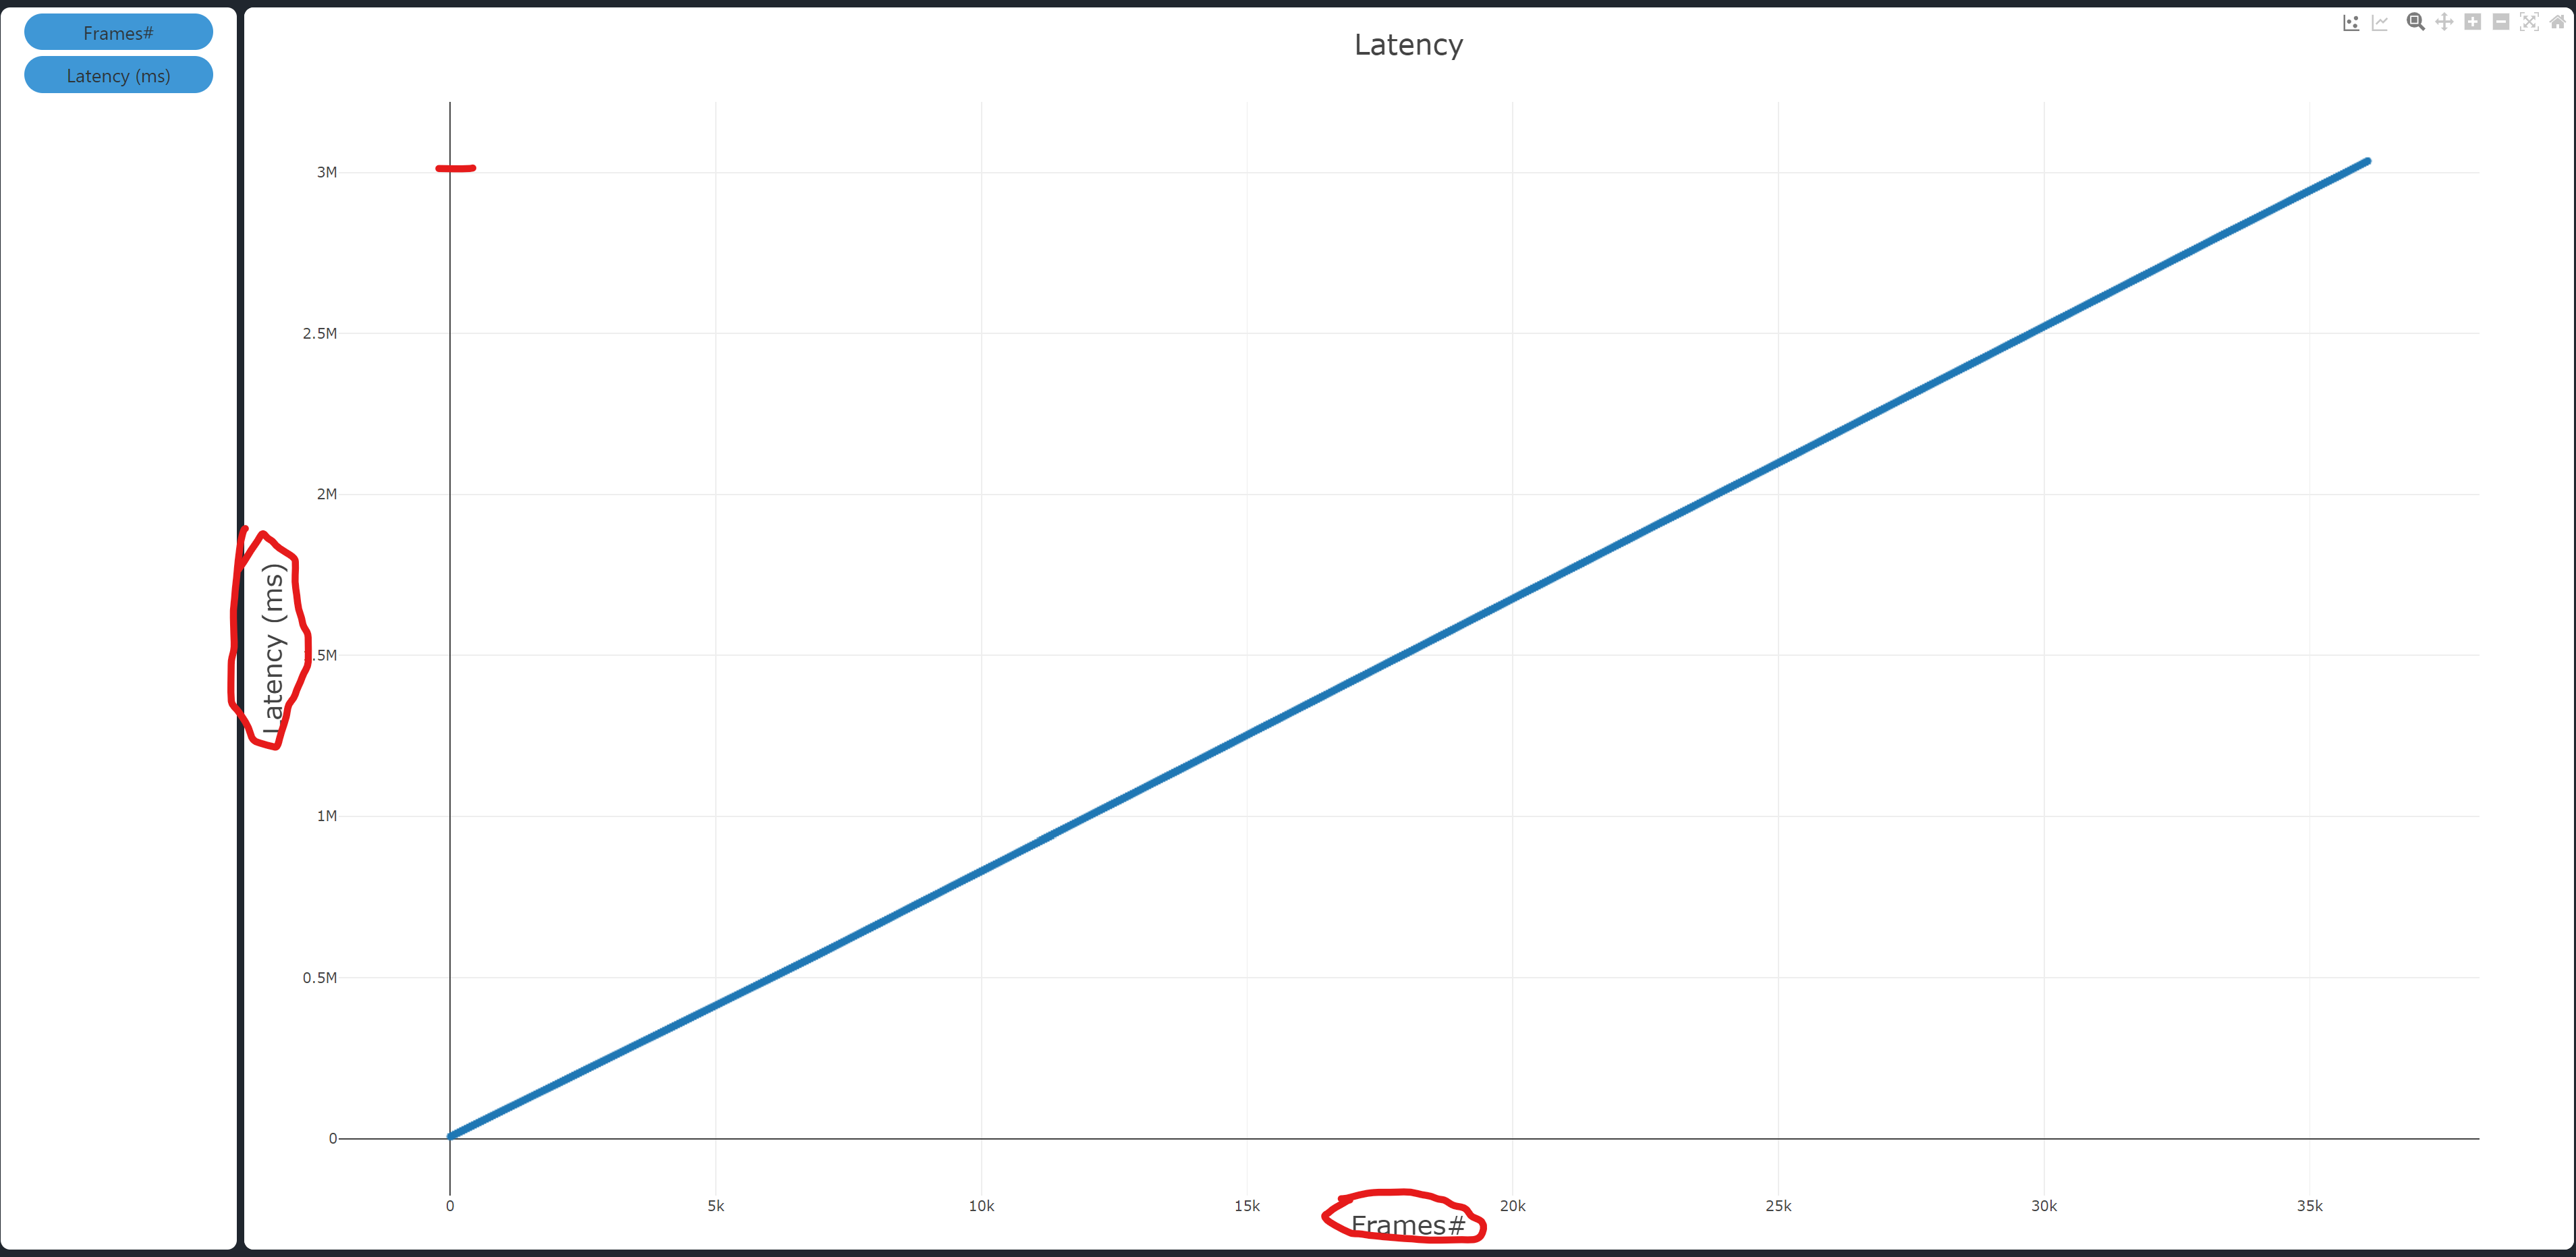 Frames#
Latency (ms)
Latency
3M
2.5M
2M
.5M
1M
0.5M
0
Latency (ms)
0 5k 10k 15k 20k 25k 30k 35k
Frames#